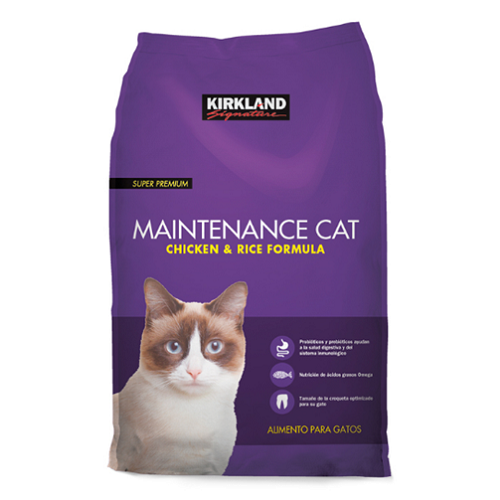 KIRKLAND
Signature
SUPER PREMIUM
MAINTENANCE CAT
CHICKEN & RICE FORMULA
Probióticos y prebióticos ayudan
a la salud digestiva y del
sistema inmunológico
Nutrición de ácidos grasos Omega
Tamaño de la croqueta optimizado
para su gato
ALIMENTO PARA GATOS